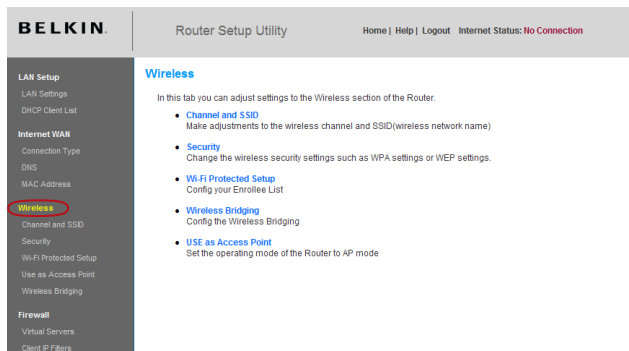 BELKIN.
Router Setup Utility
Home | Help | Logout Internet Status: No Connection
LAN Setup
LAN Settings
DHCP Client List
Internet WAN
Connection Type
DNS
MAC Address
Wireless
Channel and SSID
Security
Wi-Fi Protected Setup
Use as Access Point
Wireless Bridging
Firewall
Virtual Servers
Client IP Filters
Wireless
In this tab you can adjust settings to the Wireless section of the Router.
• Channel and SSID
Make adjustments to the wireless channel and SSID(wireless network name)
• Security
Change the wireless security settings such as WPA settings or WEP settings.
• Wi-Fi Protected Setup
Config your Enrollee List
• Wireless Bridging
Config the Wireless Bridging
• USE as Access Point
Set the operating mode of the Router to AP mode